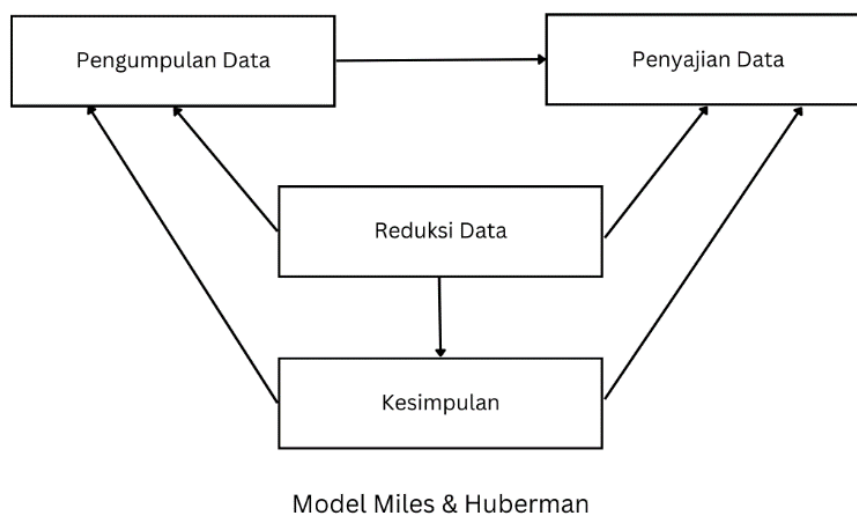 Pengumpulan Data
Penyajian Data
Reduksi Data
Kesimpulan
Model Miles & Huberman